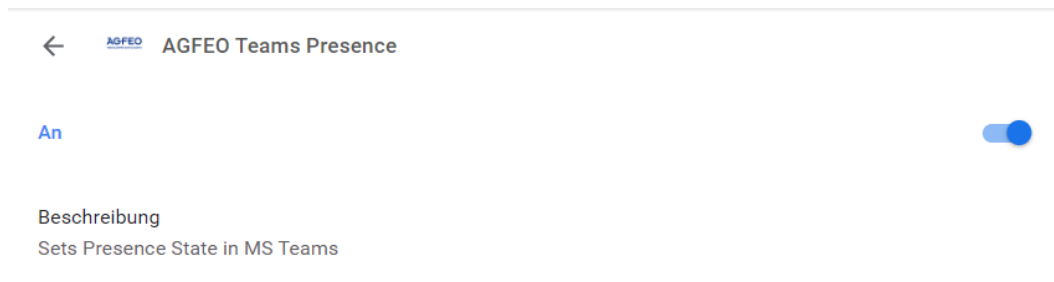 AGFEO AGFEO Teams Presence
An
Beschreibung
Sets Presence State in MS Teams